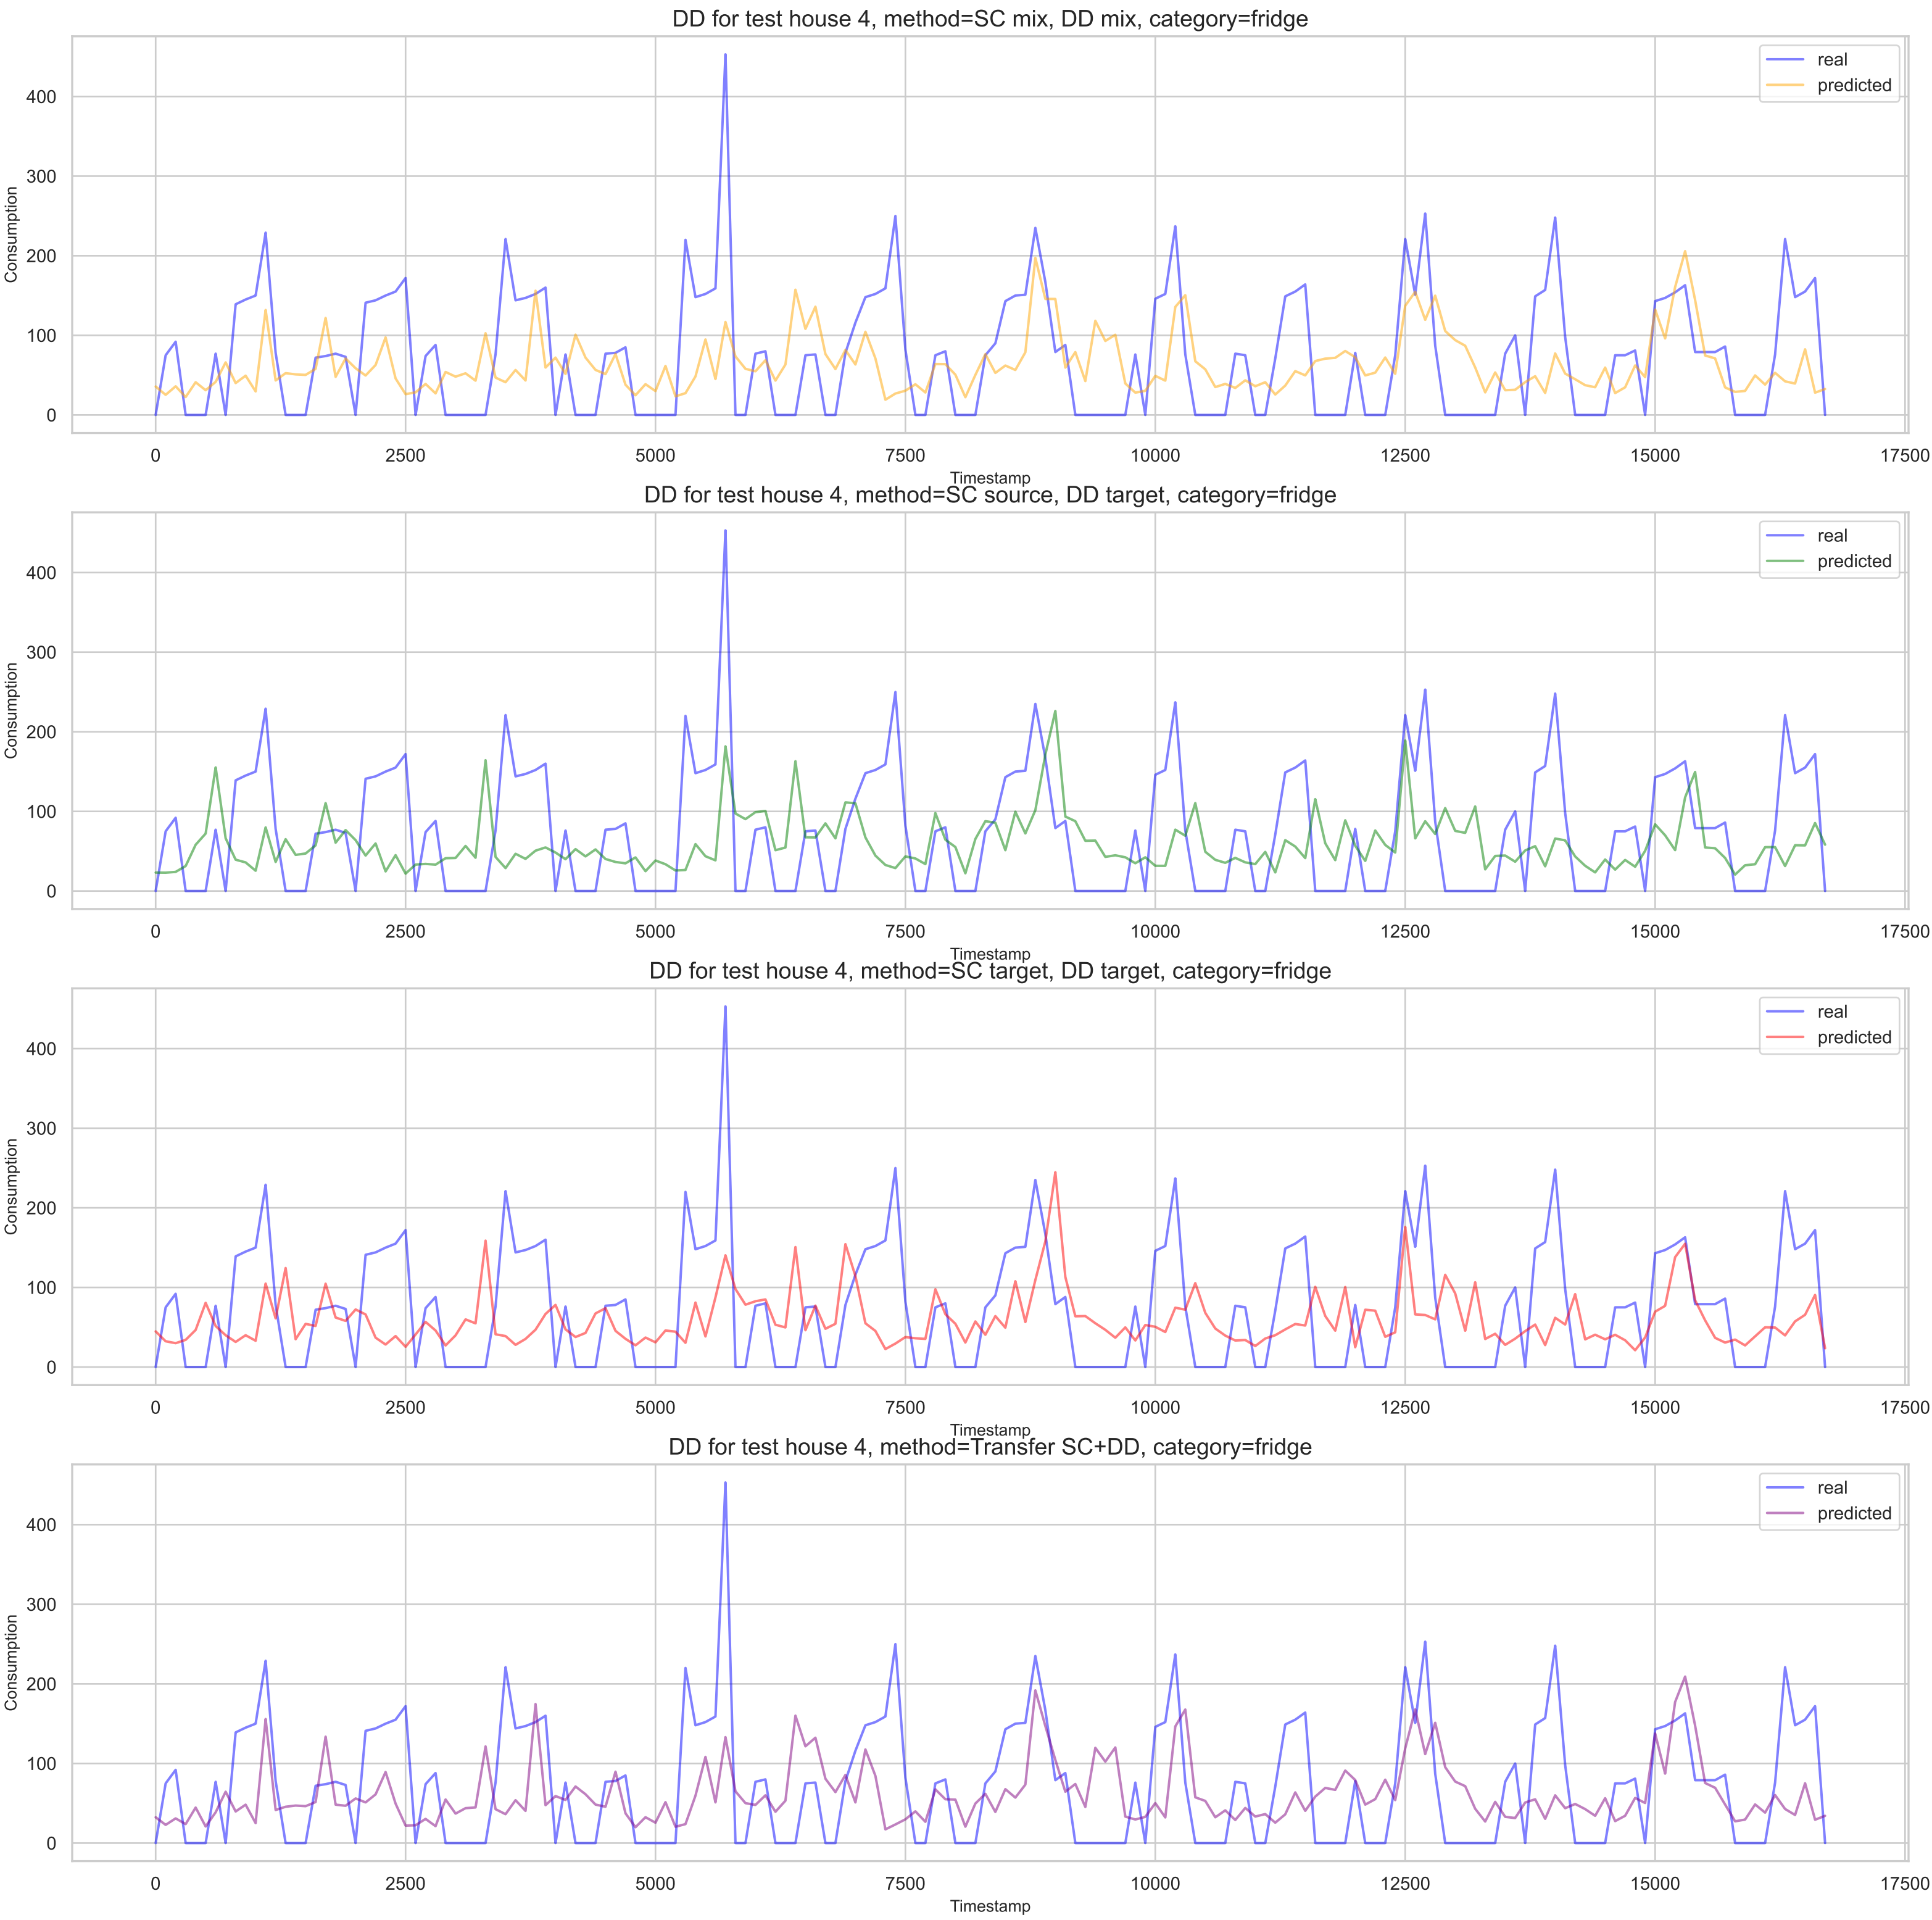 DD for test house 4, method=SC mix, DD mix, category=fridge
real
predicted
400
300
200
100
0
Consumption
0 2500 5000 7500 10000 12500 15000 17500
Timestamp
DD for test house 4, method=SC source, DD target, category=fridge
real
predicted
400
300
200
100
0
Consumption
0 2500 5000 7500 10000 12500 15000 17500
Timestamp
DD for test house 4, method=SC target, DD target, category=fridge
real
predicted
400
300
200
100
0
Consumption
0 2500 5000 7500 10000 12500 15000 17500
Timestamp
DD for test house 4, method=Transfer SC+DD, category=fridge
real
predicted
400
300
200
100
0
Consumption
0 2500 5000 7500 10000 12500 15000 17500
Timestamp